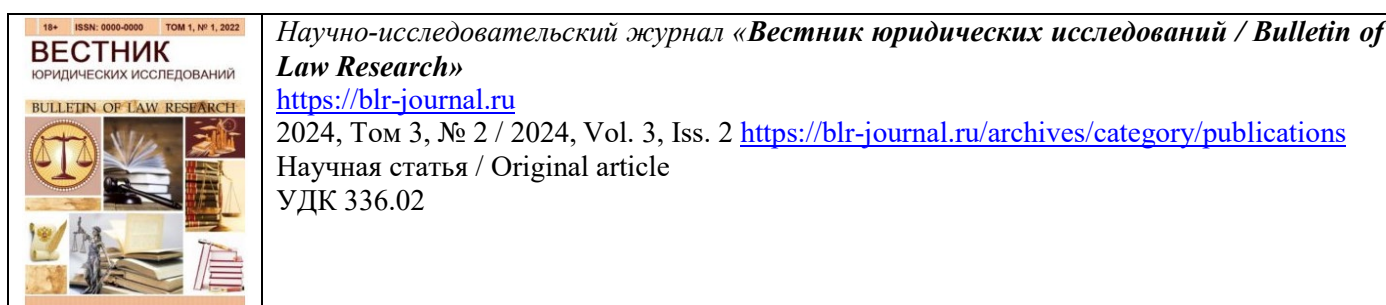 18+ ISSN: 0000-0000 ТОМ 1, № 1, 2022
ВЕСТНИК
ЮРИДИЧЕСКИХ ИССЛЕДОВАНИЙ
BULLETIN OF LAW RESEARCH
Научно-исследовательский журнал «Вестник юридических исследований / Bulletin of
Law Research»
https://blr-journal.ru
2024, Том 3, № 2 / 2024, Vol. 3, Iss. 2 https://blr-journal.ru/archives/category/publications
Научная статья / Original article
УДК 336.02